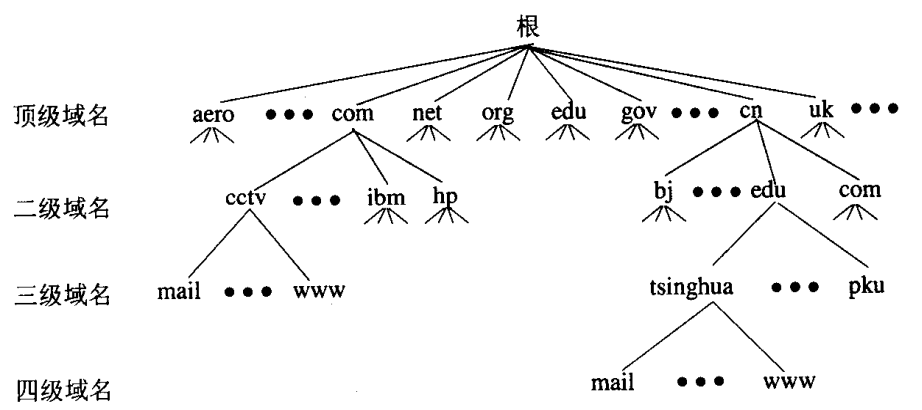 根
顶级域名 aero ••• com net org edu gov ••• cn uk •••
二级域名 cctv ••• ibm hp bj ••• edu com
三级域名 mail ••• www tsinghua ••• pku
四级域名 mail ••• www